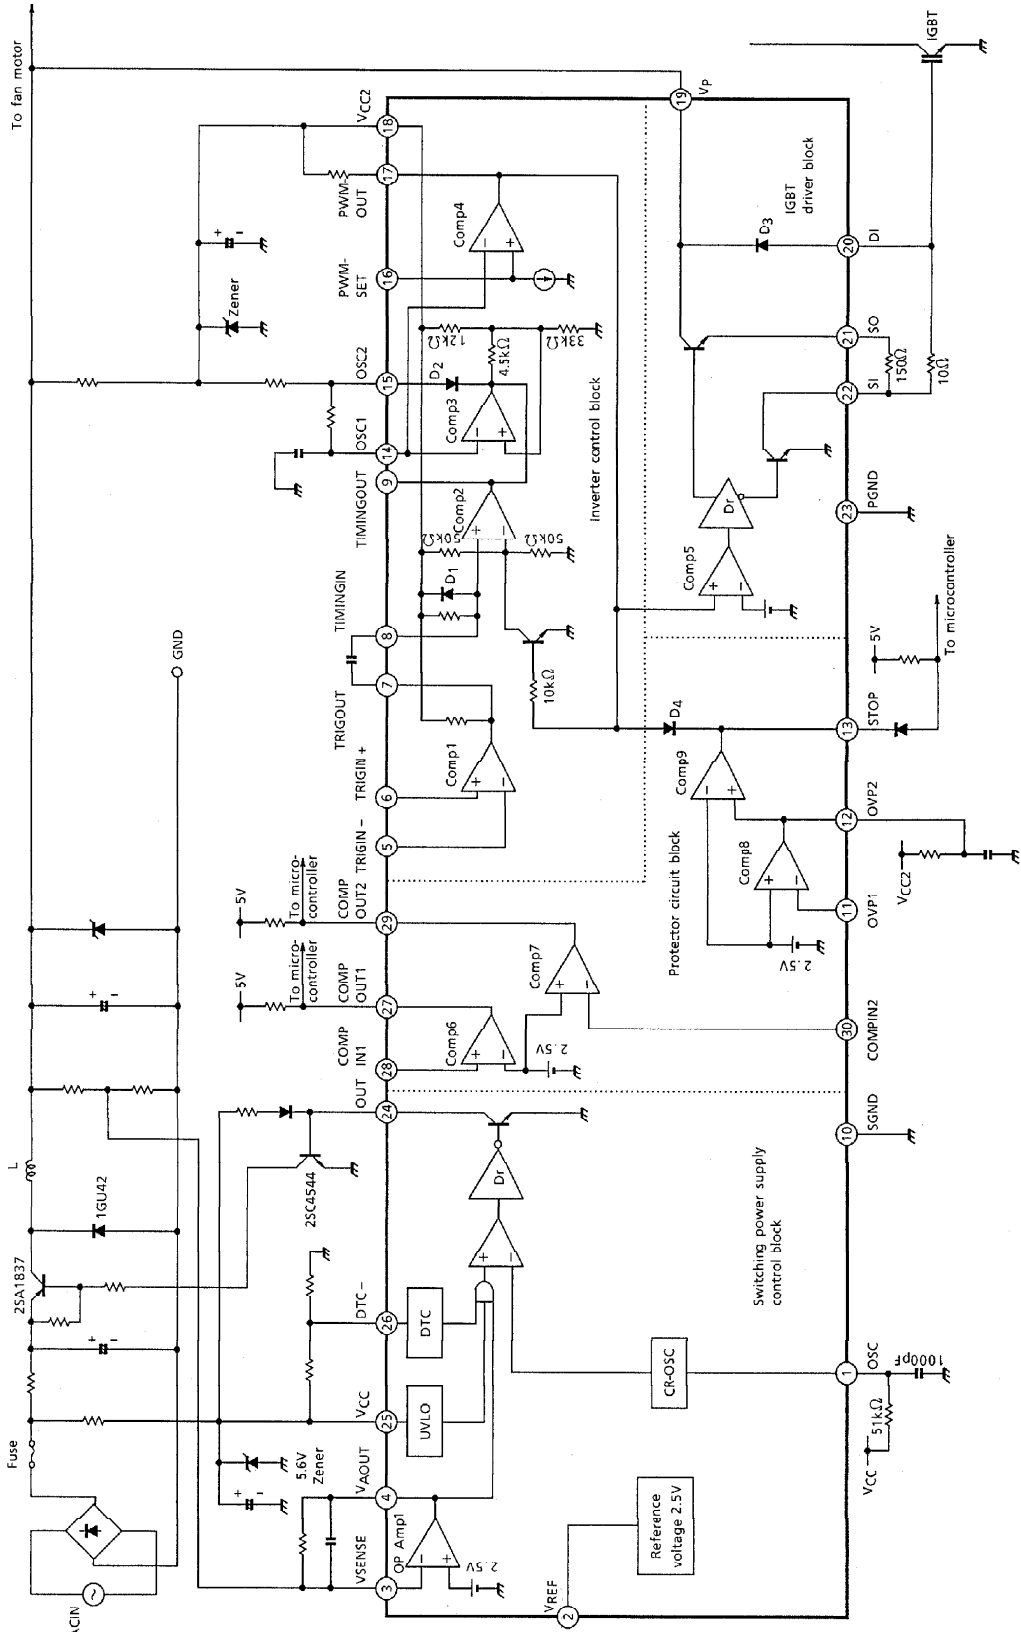 ACIN
Fuse
2SA1837
1GU42
L
GND
To fan motor
5.6V
Zener
2SC4544
5V
To micro-
controller
5V
To micro-
controller
Zener
VSENSE
VAOUT
VCC
DTC-
OUT
COMP
IN1
COMP
OUT1
COMP
OUT2
TRIGIN-
TRIGIN+
TRIGOUT
TIMINGIN
TIMINGOUT
OSC1
OSC2
PWM-
SET
PWM-
OUT
VCC2
3
4
25
26
24
28
27
29
5
6
7
8
9
14
15
16
17
18
OP Amp1
2.5V
UVLO
DTC
Dr
Comp6
2.5V
Comp7
Comp1
D1
50kΩ
50kΩ
Comp2
10kΩ
Comp3
D2
4.5kΩ
12kΩ
33kΩ
Comp4
Inverter control block
VREF
2
Reference
voltage 2.5V
CR-OSC
Switching power supply
control block
Protector circuit block
2.5V
Comp8
Comp9
D4
Comp5
Dr
D3
IGBT
driver block
1
10
30
11
12
13
23
22
21
20
19
OSC
SGND
COMPIN2
OVP1
OVP2
STOP
PGND
SI
SO
DI
VP
VCC
51kΩ
1000pF
VCC2
5V
To microcontroller
150Ω
10Ω
IGBT